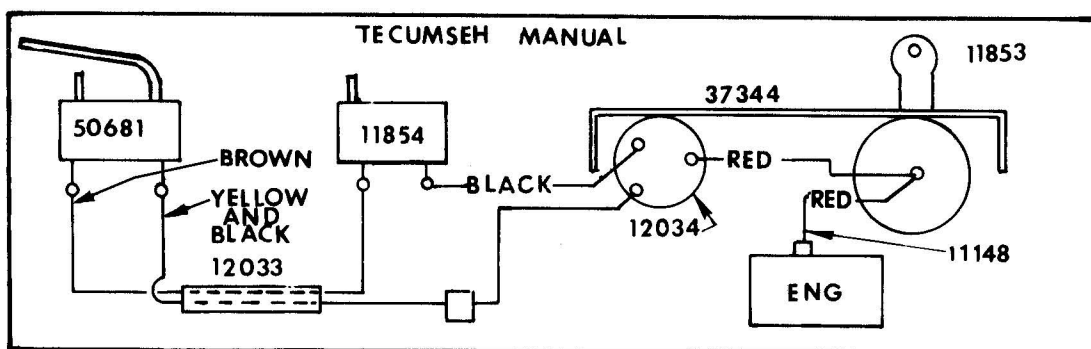 TECUMSEH MANUAL
11853
37344
50681
11854
BROWN
RED
BLACK
YELLOW
AND
BLACK
RED
12034
12033
11148
ENG